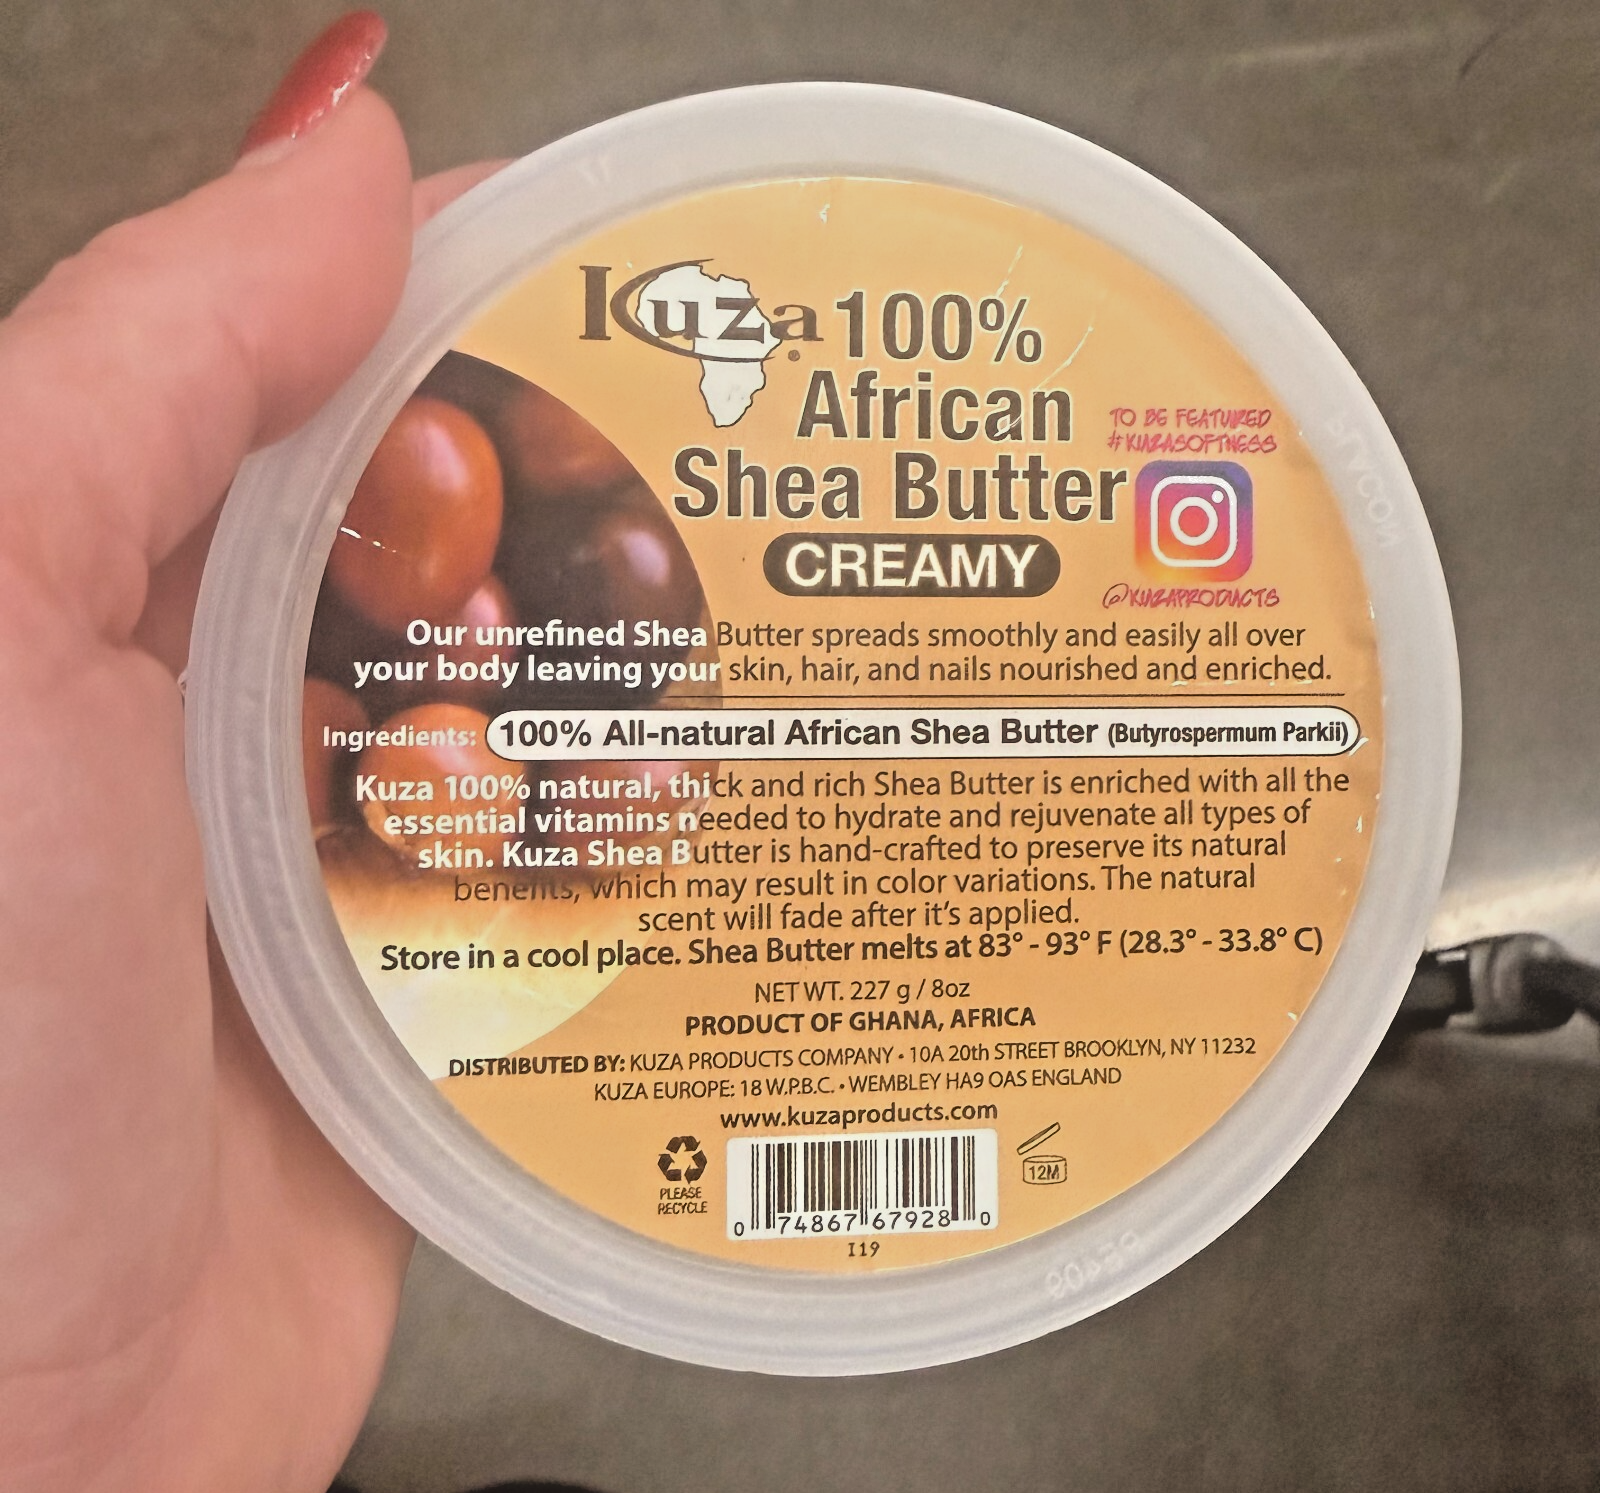 Kuza® 100%
African
Shea Butter
CREAMY
TO BE FEATURED
#KUZASOFTNESS
@KUZAPRODUCTS
Our unrefined Shea Butter spreads smoothly and easily all over
your body leaving your skin, hair, and nails nourished and enriched.
Ingredients: 100% All-natural African Shea Butter (Butyrospermum Parkii)
Kuza 100% natural, thick and rich Shea Butter is enriched with all the
essential vitamins needed to hydrate and rejuvenate all types of
skin. Kuza Shea Butter is hand-crafted to preserve its natural
benefits, which may result in color variations. The natural
scent will fade after it's applied.
Store in a cool place. Shea Butter melts at 83° - 93° F (28.3° - 33.8° C)
NET WT. 227 g / 8oz
PRODUCT OF GHANA, AFRICA
DISTRIBUTED BY: KUZA PRODUCTS COMPANY • 10A 20th STREET BROOKLYN, NY 11232
KUZA EUROPE: 18 W.P.B.C. • WEMBLEY HA9 OAS ENGLAND
www.kuzaproducts.com
PLEASE
RECYCLE
0 74867 67928 0
12M
I19